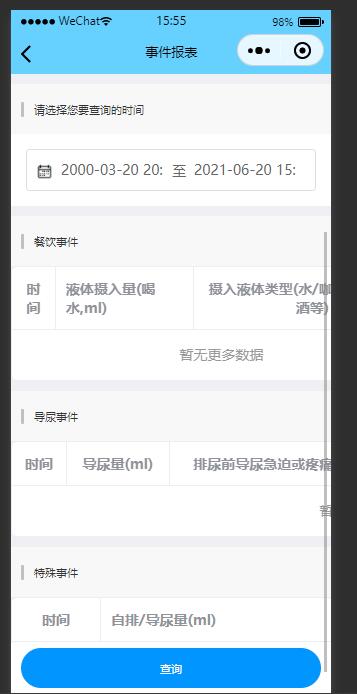 WeChat 15:55 98%
事件报表
请选择您要查询的时间
2000-03-20 20: 至 2021-06-20 15:
餐饮事件
时间 液体摄入量(喝水,ml) 摄入液体类型(水/咖 酒等)
暂无更多数据
导尿事件
时间 导尿量(ml) 排尿前导尿急迫或疼痛
暂
特殊事件
时间 自排/导尿量(ml)
查询